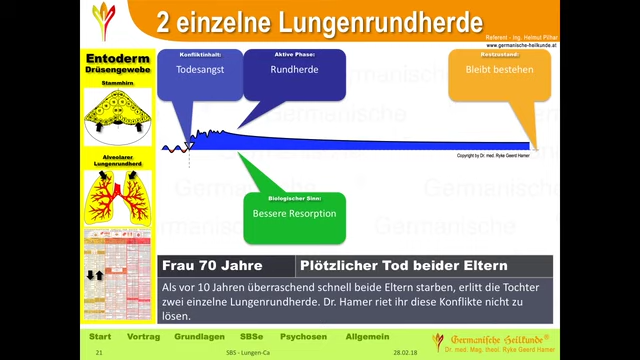 2 einzelne Lungenrundherde
Referent - Ing. Helmut Pilhar
www.germanische-heilkunde.at
Entoderm
Drüsengewebe
Stammhirn
Alveolarer
Lungenrundherd
Konfliktinhalt:
Todesangst
Aktive Phase:
Rundherde
Restzustand:
Bleibt bestehen
Copyright by Dr. med. Ryke Geerd Hamer
Biologischer Sinn:
Bessere Resorption
Germanische
Germanische
Germanische
Germanische
Frau 70 Jahre
Plötzlicher Tod beider Eltern
Als vor 10 Jahren überraschend schnell beide Eltern starben, erlitt die Tochter
zwei einzelne Lungenrundherde. Dr. Hamer riet ihr diese Konflikte nicht zu
lösen.
Start Vortrag Grundlagen SBSe Psychosen Allgemein
Germanische Heilkunde®
Dr. med. Mag. theol. Ryke Geerd Hamer
21 SBS - Lungen-Ca 28.02.18